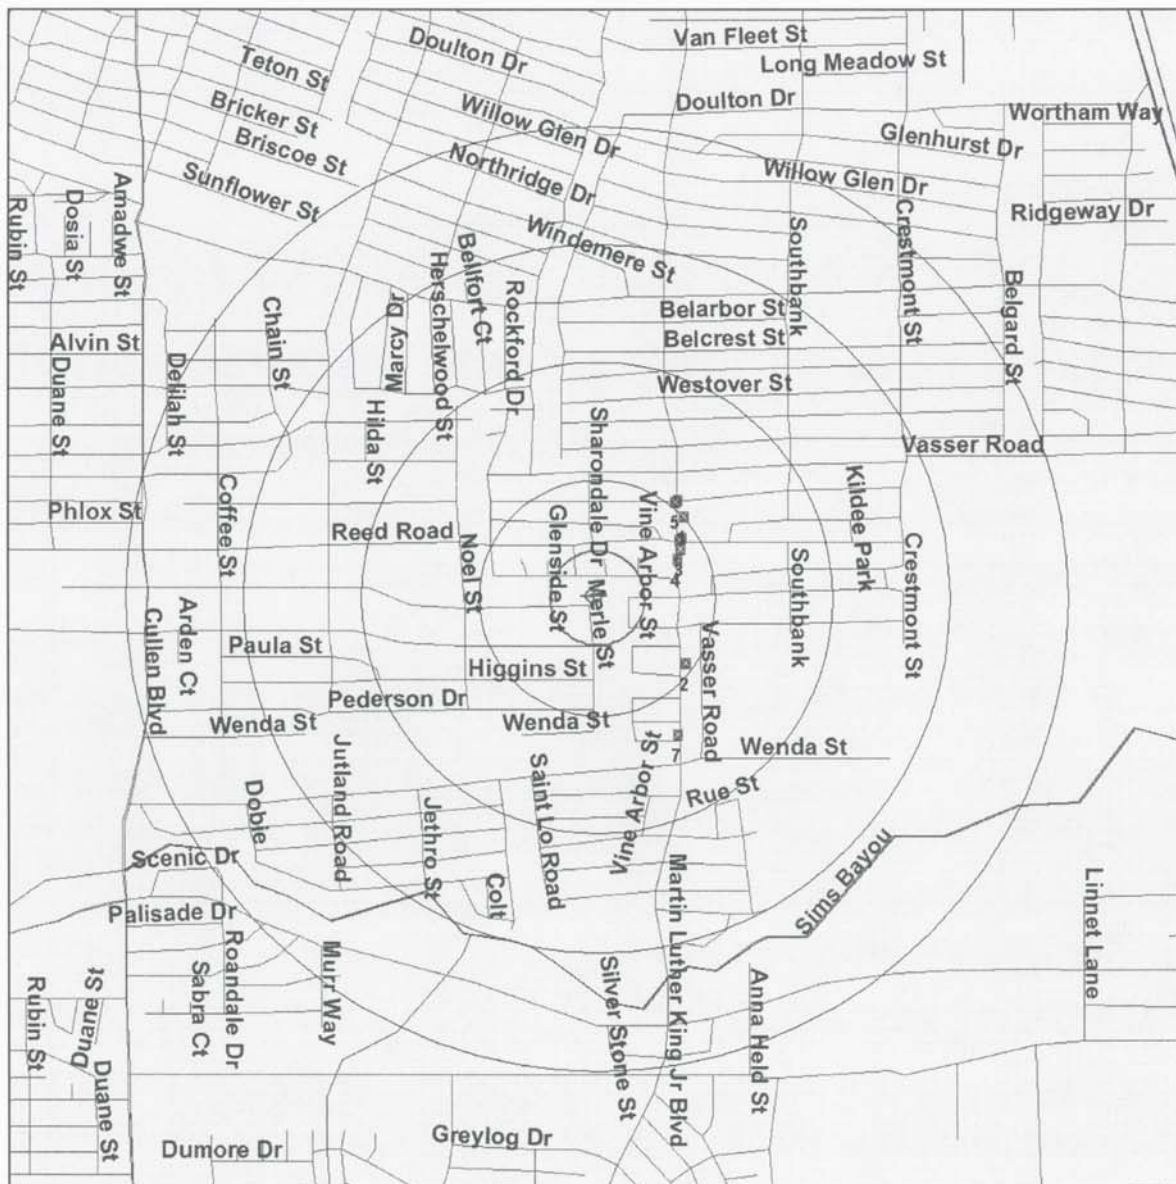 Van Fleet St
Doulton Dr
Long Meadow St
Teton St
Doulton Dr
Wortham Way
Bricker St
Willow Glen Dr
Glenhurst Dr
Briscoe St
Northridge Dr
Willow Glen Dr
Sunflower St
Amadwe St
Dosia St
Rubin St
Crestmont St
Ridgeway Dr
Windemere St
Southbank
Bellfort Ct
Herschelwood St
Rockford Dr
Belgard St
Marcy Dr
Chain St
Belarbor St
Alvin St
Belcrest St
Duane St
Delilah St
Westover St
Hilda St
Sharondale Dr
Vasser Road
Kildee Park
Coffee St
Vine Arbor St
Phlox St
Glenside St
5
Reed Road
Noel St
4
Southbank
Crestmont St
Merle St
Arden Ct
Cullen Blvd
Paula St
Vasser Road
Higgins St
2
Pederson Dr
Wenda St
Wenda St
7
Wenda St
Jutland Road
Saint Lo Road
Vine Arbor St
Rue St
Dobie
Jethro St
Scenic Dr
Colt
Sims Bayou
Martin Luther King Jr Blvd
Linnet Lane
Palisade Dr
Roandale Dr
Sabra Ct
Murr Way
Silver Stone St
Anna Held St
Duane St
Rubin St
Duane St
Greylog Dr
Dumore Dr